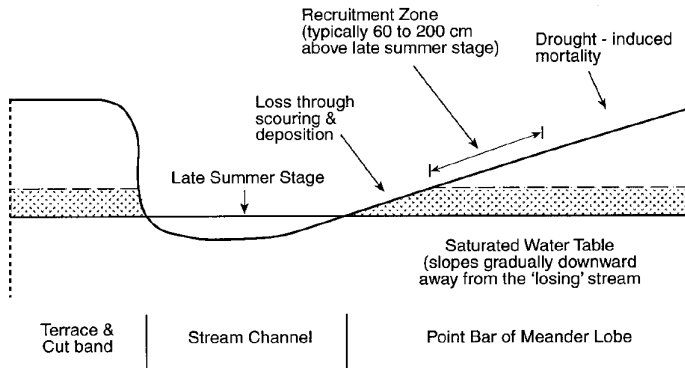 Recruitment Zone
(typically 60 to 200 cm
above late summer stage)
Drought - induced
mortality
Loss through
scouring &
deposition
Late Summer Stage
Saturated Water Table
(slopes gradually downward
away from the 'losing' stream
Terrace &
Cut band
Stream Channel
Point Bar of Meander Lobe